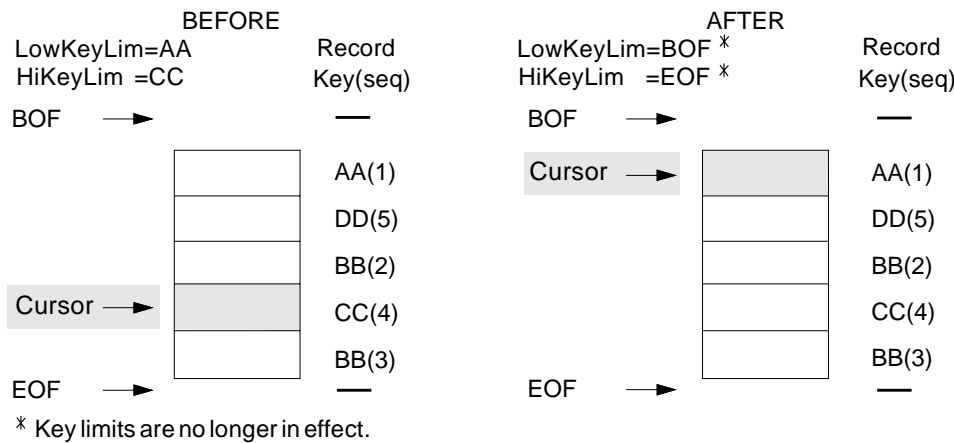 BEFORE
LowKeyLim=AA
HiKeyLim =CC
Record
Key(seq)
BOF
AA(1)
DD(5)
BB(2)
Cursor
CC(4)
BB(3)
EOF
AFTER
LowKeyLim=BOF *
HiKeyLim =EOF *
Record
Key(seq)
BOF
Cursor
AA(1)
DD(5)
BB(2)
CC(4)
BB(3)
EOF
* Key limits are no longer in effect.